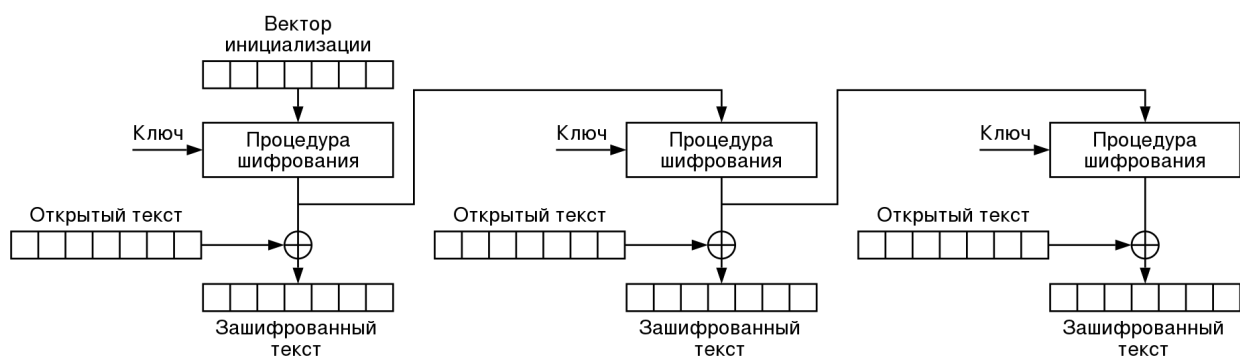 Вектор
инициализации
Ключ
Процедура
шифрования
Ключ
Процедура
шифрования
Ключ
Процедура
шифрования
Открытый текст
Открытый текст
Открытый текст
Зашифрованный
текст
Зашифрованный
текст
Зашифрованный
текст